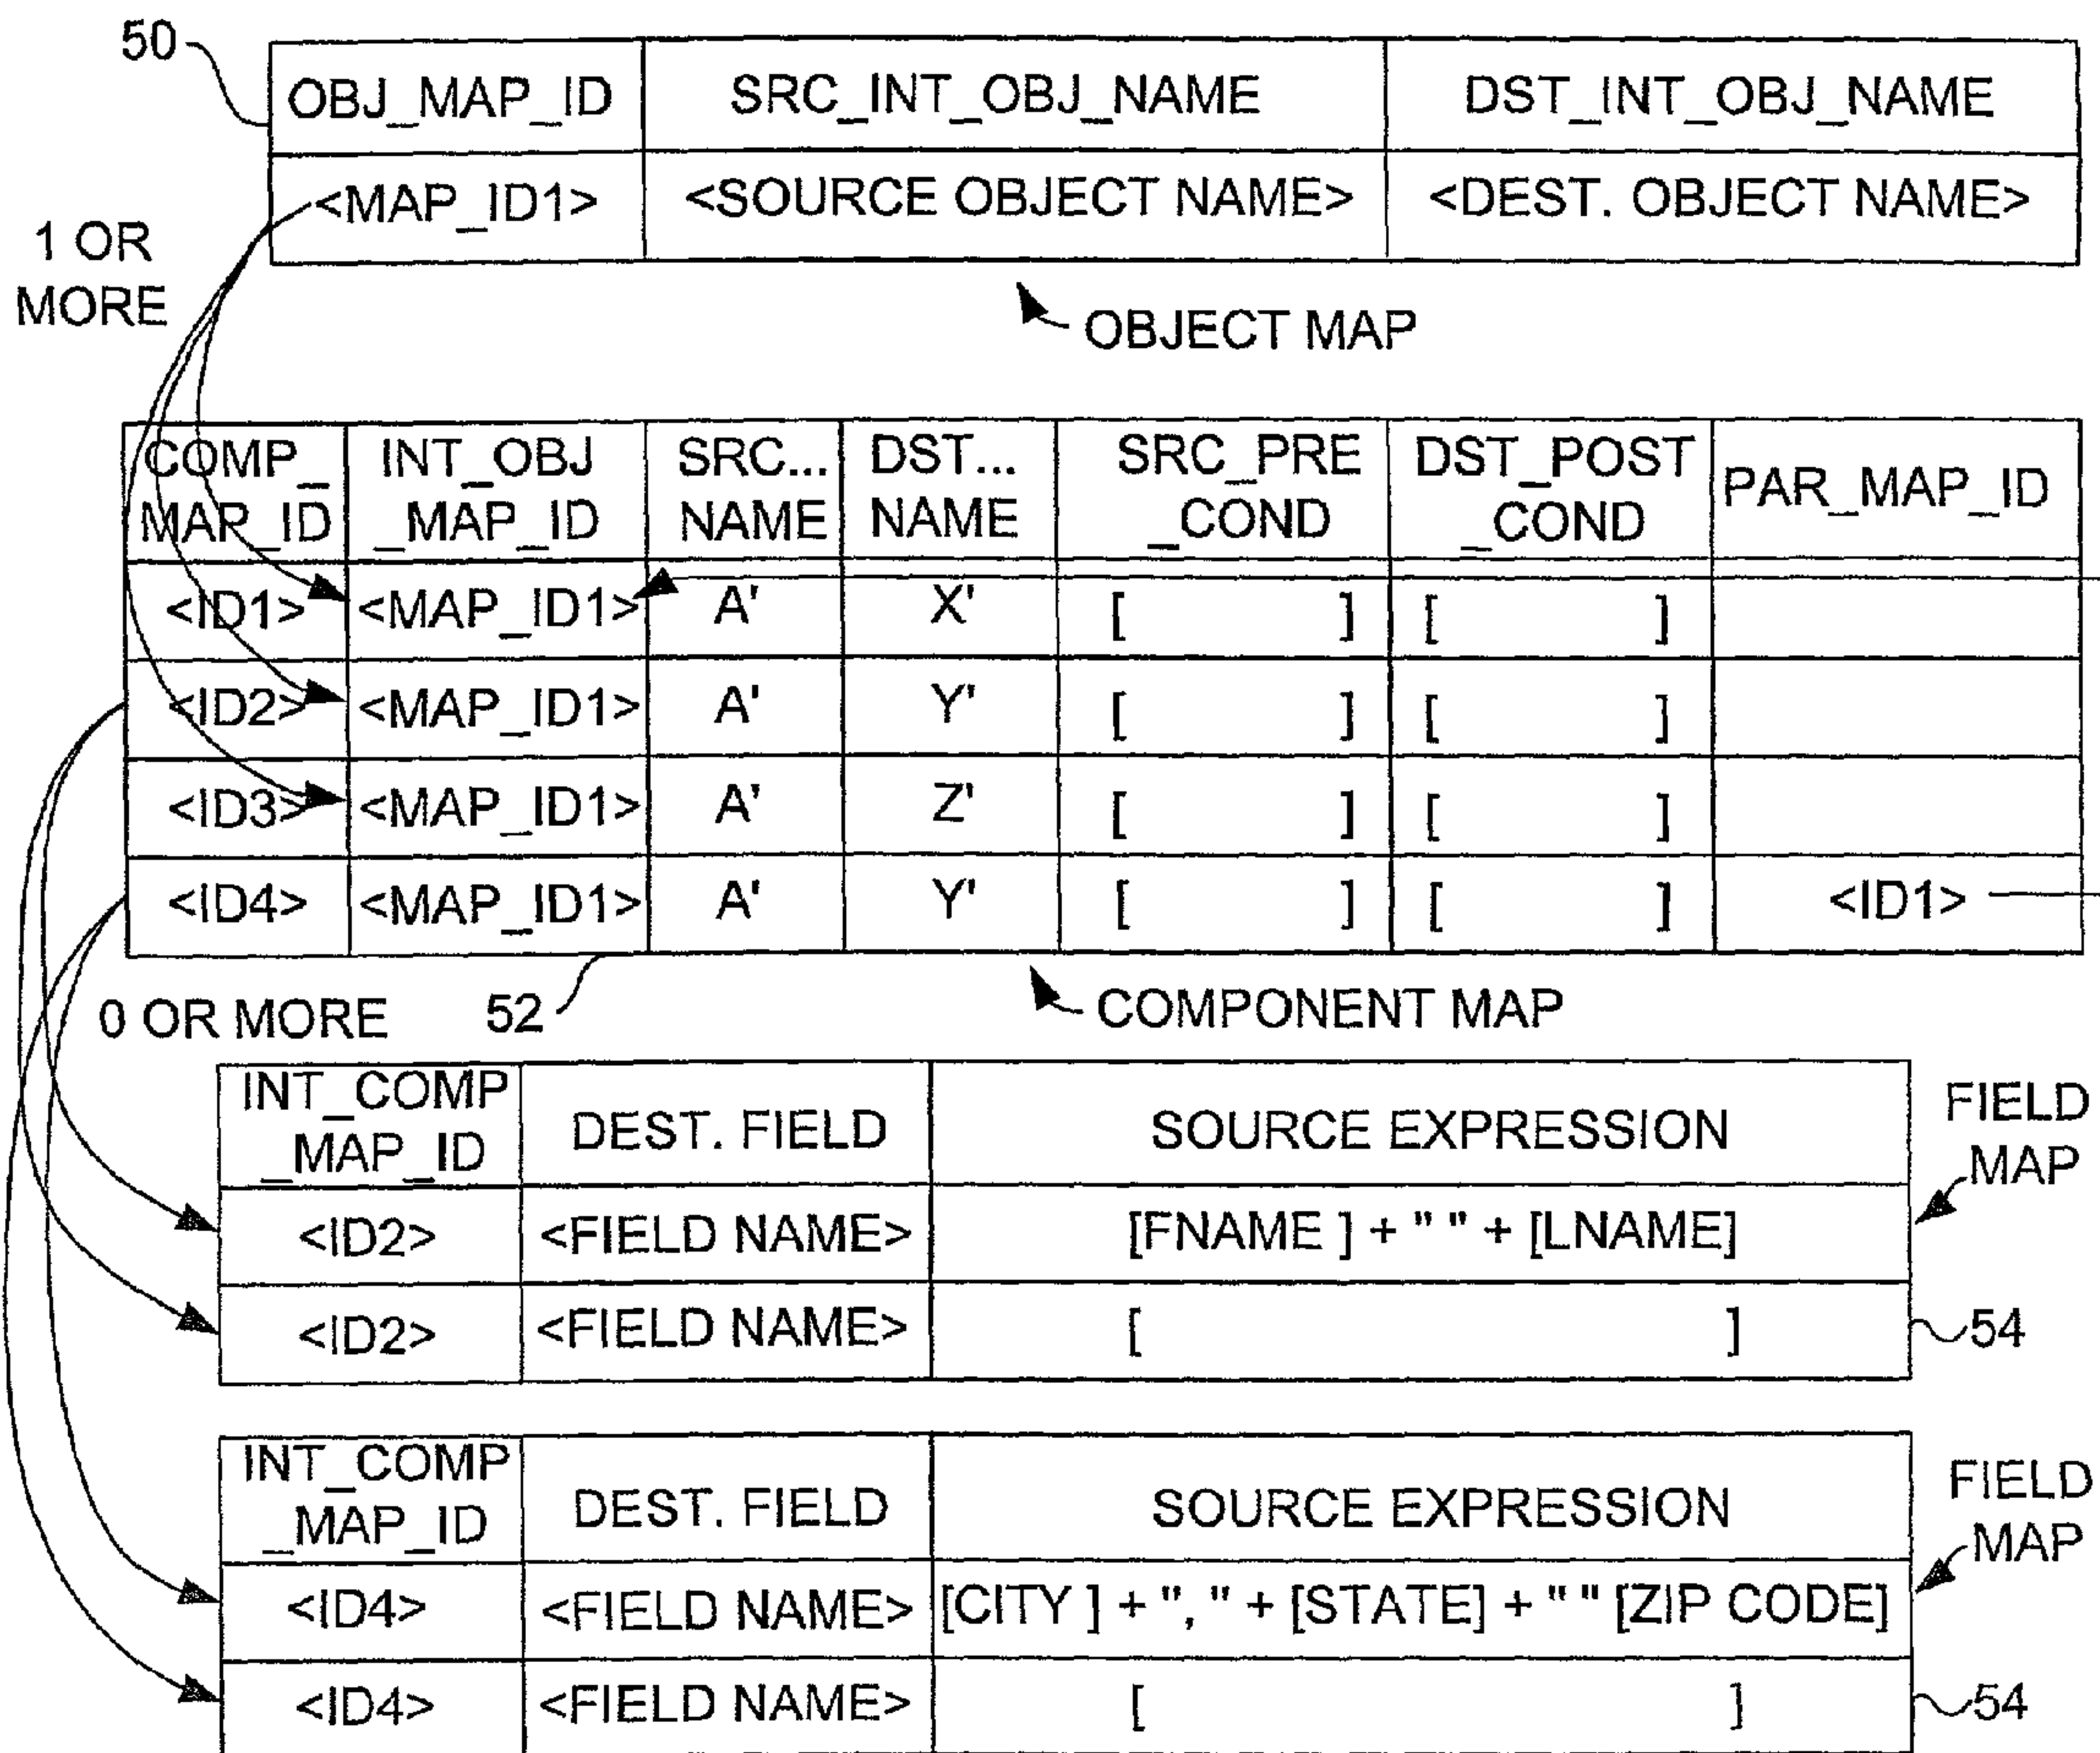 50
OBJ_MAP_ID SRC_INT_OBJ_NAME DST_INT_OBJ_NAME
<MAP_ID1> <SOURCE OBJECT NAME> <DEST. OBJECT NAME>
1 OR
MORE
OBJECT MAP
COMP_ INT_OBJ SRC... DST... SRC_PRE DST_POST PAR_MAP_ID
MAP_ID _MAP_ID NAME NAME _COND _COND
<ID1> <MAP_ID1> A' X' [ ] [ ]
<ID2> <MAP_ID1> A' Y' [ ] [ ]
<ID3> <MAP_ID1> A' Z' [ ] [ ]
<ID4> <MAP_ID1> A' Y' [ ] [ ] <ID1>
0 OR MORE 52 COMPONENT MAP
INT_COMP DEST. FIELD SOURCE EXPRESSION FIELD
_MAP_ID MAP
<ID2> <FIELD NAME> [FNAME ] + " " + [LNAME]
<ID2> <FIELD NAME> [ ] 54
INT_COMP DEST. FIELD SOURCE EXPRESSION FIELD
_MAP_ID MAP
<ID4> <FIELD NAME> [CITY ] + ", " + [STATE] + " " [ZIP CODE]
<ID4> <FIELD NAME> [ ] 54